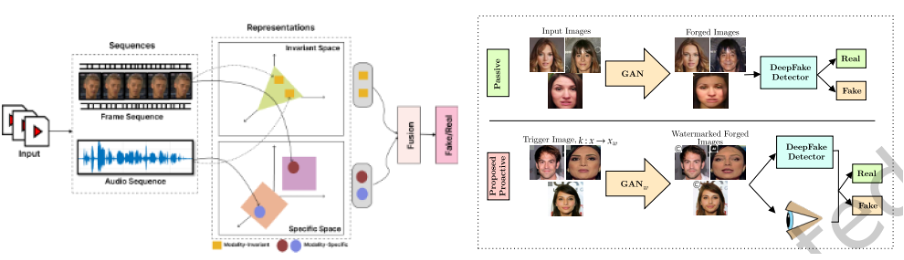 Representations
Sequences
Invariant Space
Frame Sequence
Input
Audio Sequence
Specific Space
Modality-Invariant
Modality-Specific
Fusion
Fake/Real
Passive
Input Images
GAN
Forged Images
DeepFake
Detector
Real
Fake
Proposed
Proactive
Trigger Image, k : x → x_w
GAN_w
Watermarked Forged
Images
DeepFake
Detector
Real
Fake
ted